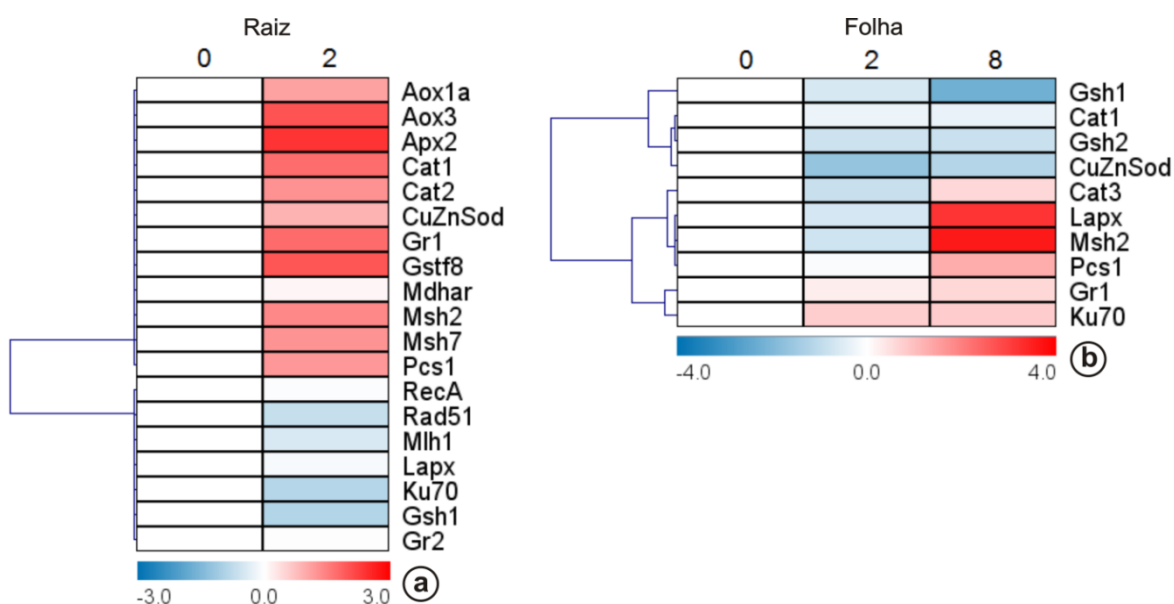 Raiz
0 2
Aox1a
Aox3
Apx2
Cat1
Cat2
CuZnSod
Gr1
Gstf8
Mdhar
Msh2
Msh7
Pcs1
RecA
Rad51
Mlh1
Lapx
Ku70
Gsh1
Gr2
-3.0 0.0 3.0
a
Folha
0 2 8
Gsh1
Cat1
Gsh2
CuZnSod
Cat3
Lapx
Msh2
Pcs1
Gr1
Ku70
-4.0 0.0 4.0
b